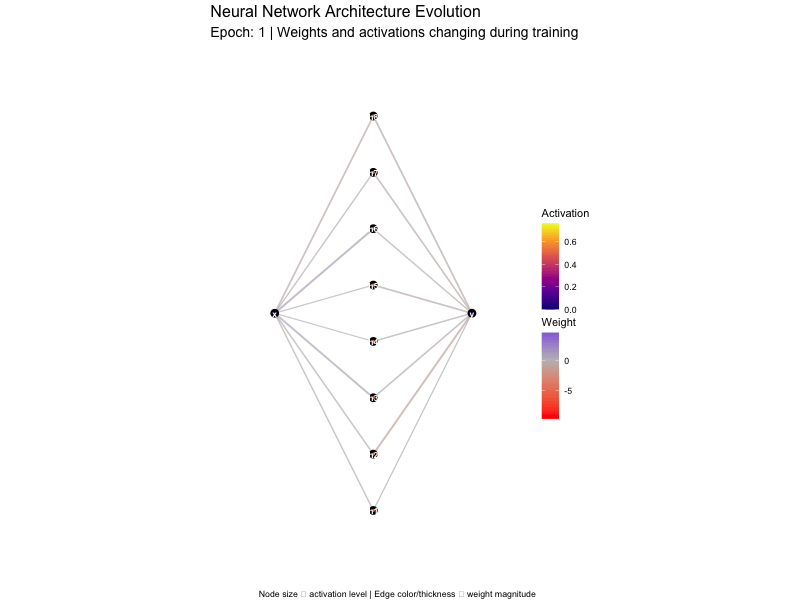 Neural Network Architecture Evolution
Epoch: 1 | Weights and activations changing during training
h8
h7
h6
Activation
0.6
0.4
0.2
0.0
h5
x
y
Weight
0
-5
h4
h3
h2
h1
Node size □ activation level | Edge color/thickness □ weight magnitude